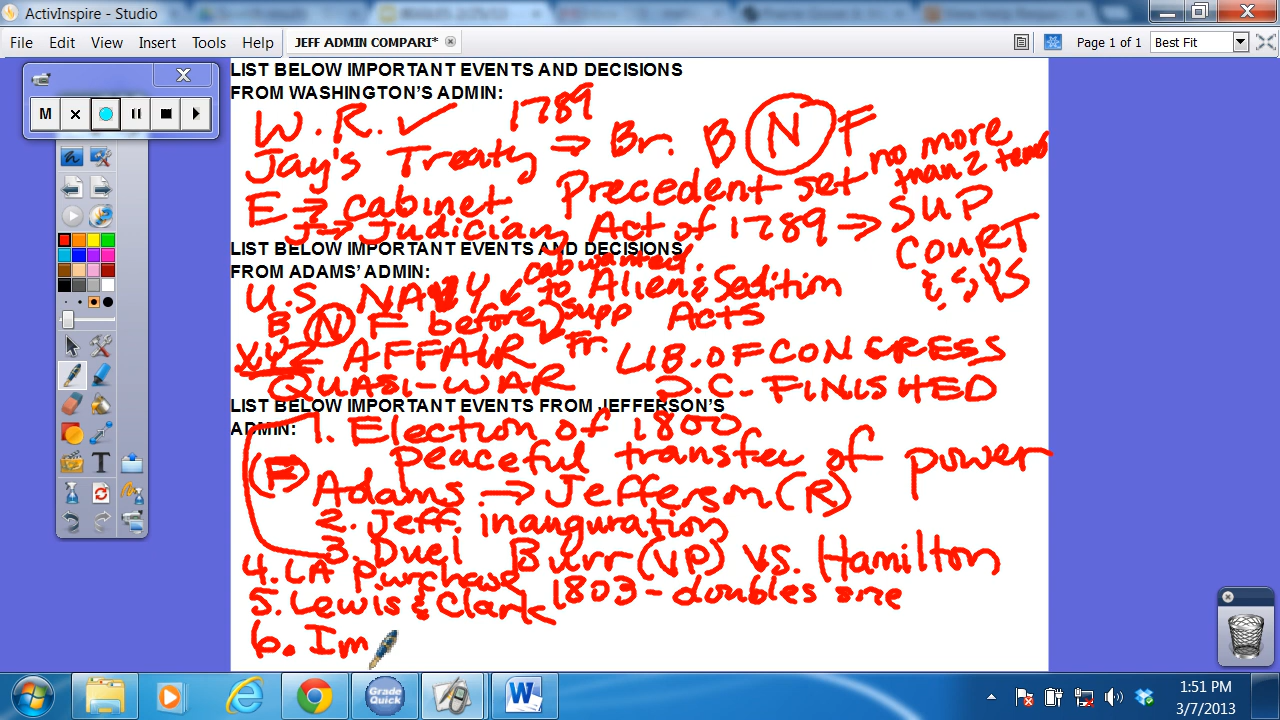 ActivInspire - Studio
File Edit View Insert Tools Help JEFF ADMIN COMPARI* Page 1 of 1 Best Fit
M
LIST BELOW IMPORTANT EVENTS AND DECISIONS
FROM WASHINGTON'S ADMIN:
W. R. ✓ 1789 B N F
Jay's Treaty ⇒ Br. no more
than 2 terms
E → cabinet Precedent set
J → Judiciary Act of 1789 ⇒ SUP
COURT
LIST BELOW IMPORTANT EVENTS AND DECISIONS
FROM ADAMS' ADMIN:
cab wanted
U.S. NAVY to Alien & Sedition
B N F before supp Acts
XYZ AFFAIR Fr. LIB. OF CONGRESS
QUASI-WAR D.C. FINISHED
LIST BELOW IMPORTANT EVENTS FROM JEFFERSON'S
ADMIN:
1. Election of 1800
peaceful transfer of power
(F) Adams → Jefferson (R)
2. Jeff. inauguration
3. Duel Burr (VP) vs. Hamilton
4. LA Purchase 1803 - doubles
5. Lewis & Clark
6. Im
Grade
Quick
1:51 PM
3/7/2013